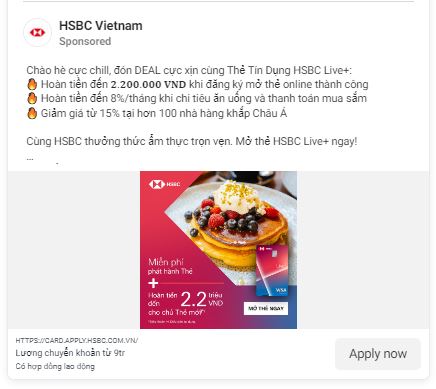 HSBC Vietnam
Sponsored
Chào hè cực chill, đón DEAL cực xịn cùng Thẻ Tín Dụng HSBC Live+:
🔥 Hoàn tiền đến 2.200.000 VND khi đăng ký mở thẻ online thành công
🔥 Hoàn tiền đến 8%/tháng khi chi tiêu ăn uống và thanh toán mua sắm
🔥 Giảm giá từ 15% tại hơn 100 nhà hàng khắp Châu Á
Cùng HSBC thưởng thức ẩm thực trọn vẹn. Mở thẻ HSBC Live+ ngay!
...
HSBC
Miễn phí
phát hành Thẻ
+
Hoàn tiền
đến
2.2 triệu
VND
cho chủ Thẻ mới
VISA
MỞ THẺ NGAY
HTTPS://CARD.APPLY.HSBC.COM.VN/
Lương chuyển khoản từ 9tr
Có hợp đồng lao động
Apply now